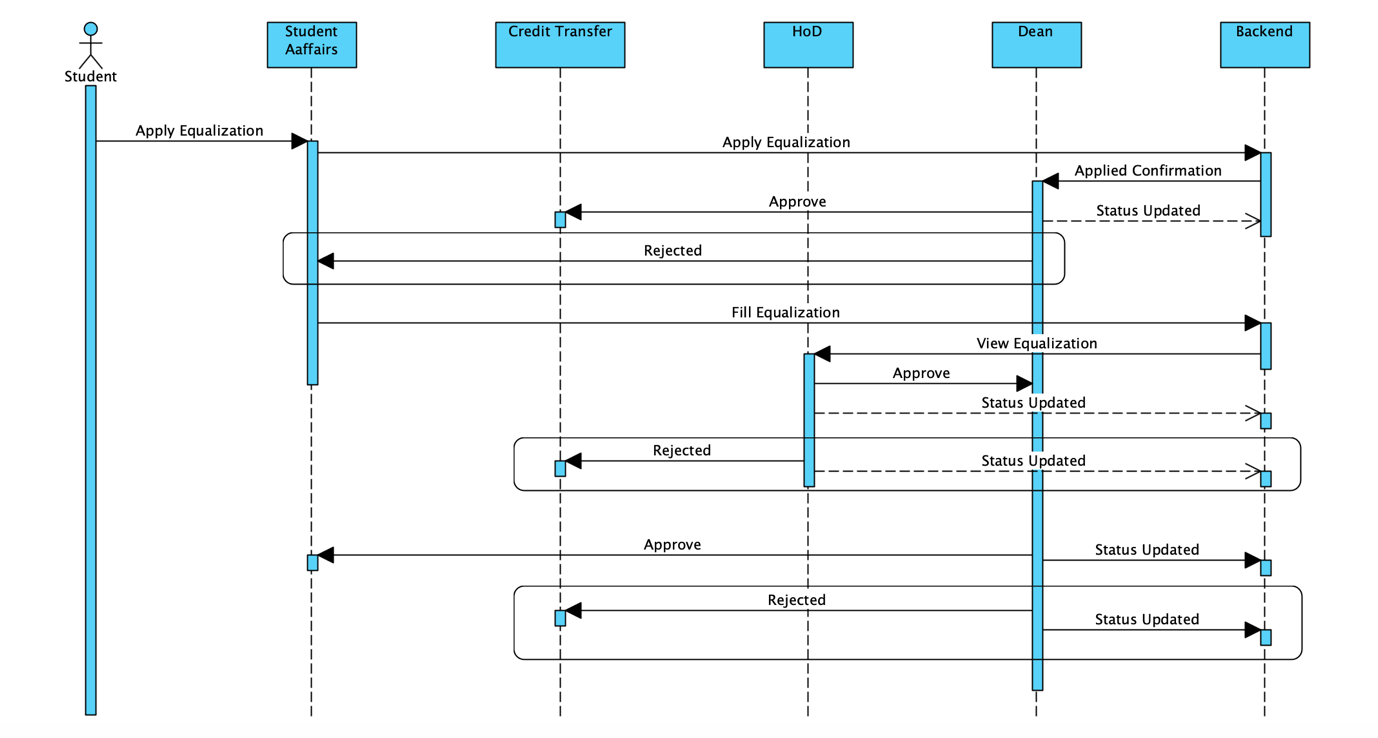 Student
Aaffairs
Credit Transfer
HoD
Dean
Backend
Student
Apply Equalization
Apply Equalization
Applied Confirmation
Approve
Status Updated
Rejected
Fill Equalization
View Equalization
Approve
Status Updated
Rejected
Status Updated
Approve
Status Updated
Rejected
Status Updated